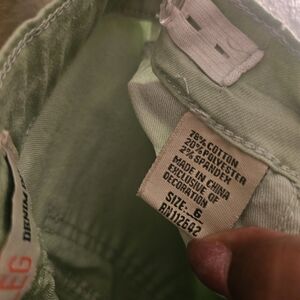 78% COTTON
20% POLYESTER
2% SPANDEX
MADE IN CHINA
EXCLUSIVE OF
DECORATION
SIZE: 6
RN112642